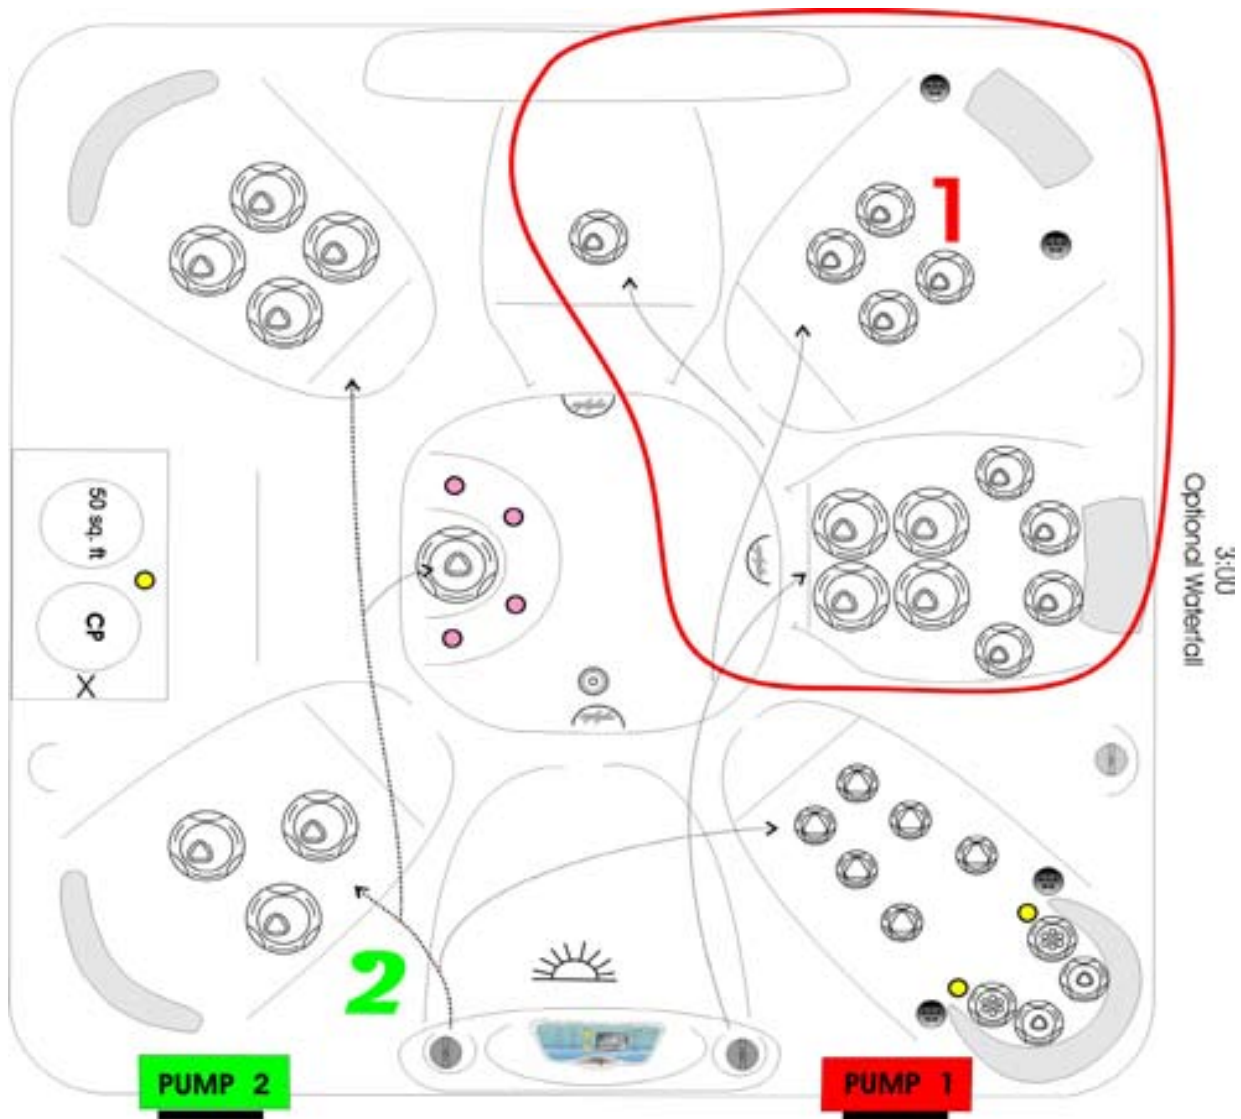 1
3:00
Optional Waterfall
50 sq. ft
CP
X
2
PUMP 2
PUMP 1